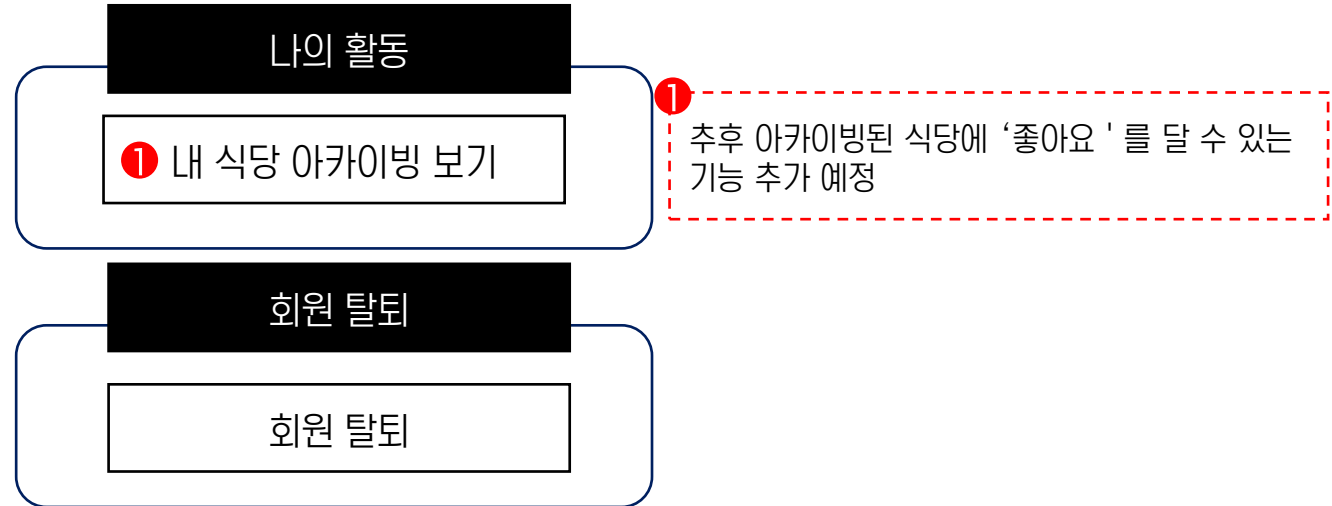 나의 활동
❶ 내 식당 아카이빙 보기
❶
추후 아카이빙된 식당에 ‘좋아요 ' 를 달 수 있는
기능 추가 예정
회원 탈퇴
회원 탈퇴